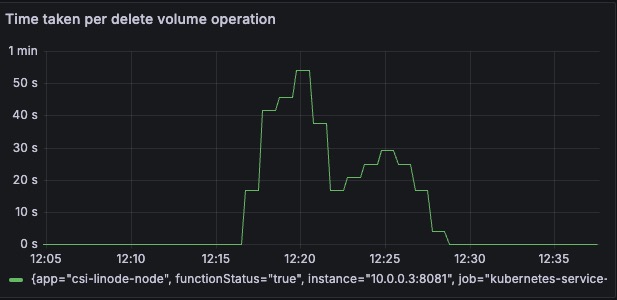 Time taken per delete volume operation
1 min
50 s
40 s
30 s
20 s
10 s
0 s
12:05 12:10 12:15 12:20 12:25 12:30 12:35
{app="csi-linode-node", functionStatus="true", instance="10.0.0.3:8081", job="kubernetes-service-